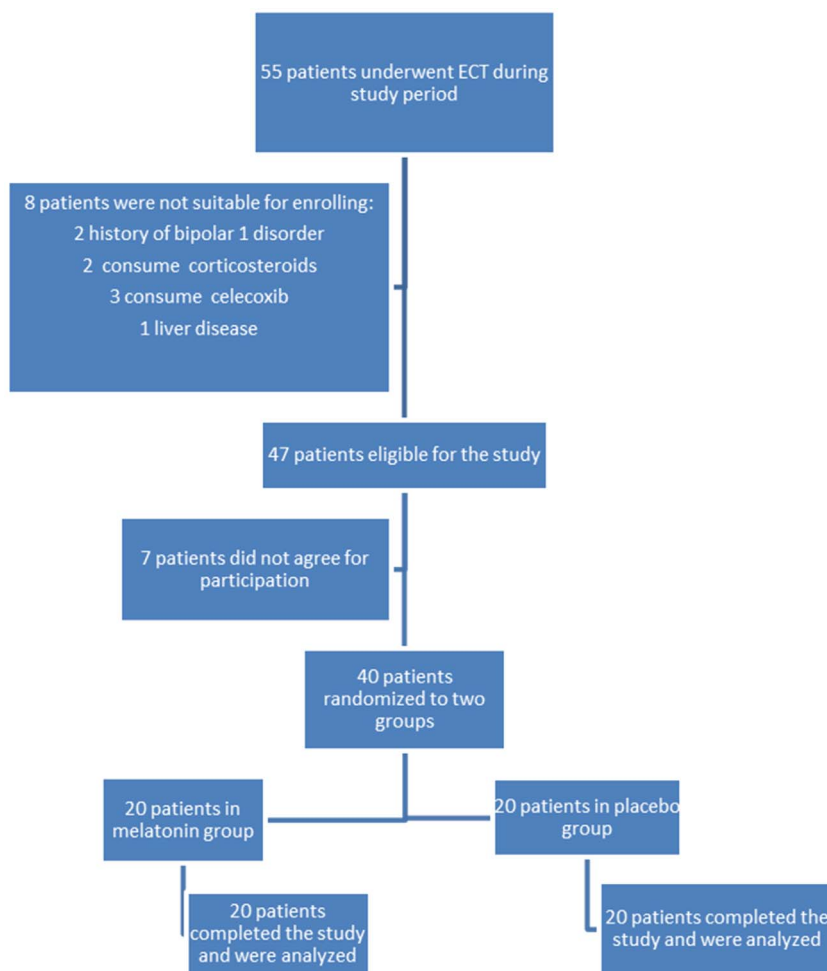 55 patients underwent ECT during
study period
8 patients were not suitable for enrolling:
2 history of bipolar 1 disorder
2 consume corticosteroids
3 consume celecoxib
1 liver disease
47 patients eligible for the study
7 patients did not agree for
participation
40 patients
randomized to two
groups
20 patients in
melatonin group
20 patients in placebo
group
20 patients
completed the study
and were analyzed
20 patients completed the
study and were analyzed